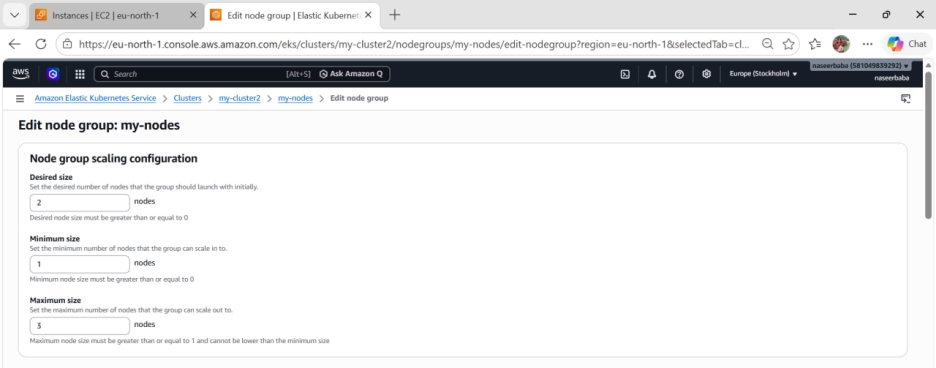 Instances | EC2 | eu-north-1
Edit node group | Elastic Kubernet
https://eu-north-1.console.aws.amazon.com/eks/clusters/my-cluster2/nodegroups/my-nodes/edit-nodegroup?region=eu-north-1&selectedTab=cl...
Chat
aws
Search
[Alt+S]
Ask Amazon Q
Europe (Stockholm)
naseerbaba (581049839292)
naseerbaba
Amazon Elastic Kubernetes Service > Clusters > my-cluster2 > my-nodes > Edit node group
Edit node group: my-nodes
Node group scaling configuration
Desired size
Set the desired number of nodes that the group should launch with initially.
2 nodes
Desired node size must be greater than or equal to 0
Minimum size
Set the minimum number of nodes that the group can scale in to.
1 nodes
Minimum node size must be greater than or equal to 0
Maximum size
Set the maximum number of nodes that the group can scale out to.
3 nodes
Maximum node size must be greater than or equal to 1 and cannot be lower than the minimum size